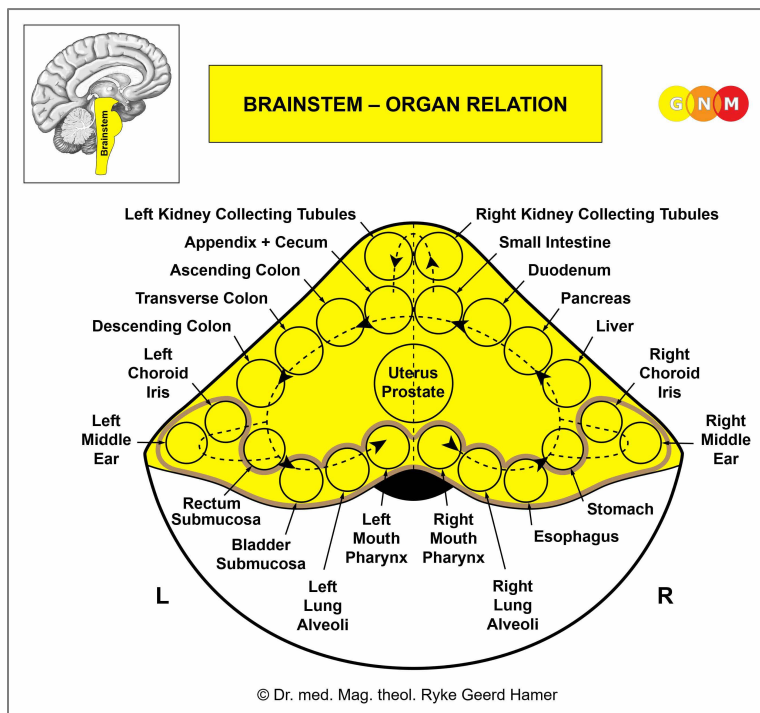 Brainstem
BRAINSTEM – ORGAN RELATION
G N M
Left Kidney Collecting Tubules
Right Kidney Collecting Tubules
Appendix + Cecum
Small Intestine
Ascending Colon
Duodenum
Transverse Colon
Pancreas
Descending Colon
Liver
Left
Choroid
Iris
Right
Choroid
Iris
Uterus
Prostate
Left
Middle
Ear
Right
Middle
Ear
Rectum
Submucosa
Stomach
Bladder
Submucosa
Esophagus
Left
Mouth
Pharynx
Right
Mouth
Pharynx
Left
Lung
Alveoli
Right
Lung
Alveoli
L
R
© Dr. med. Mag. theol. Ryke Geerd Hamer